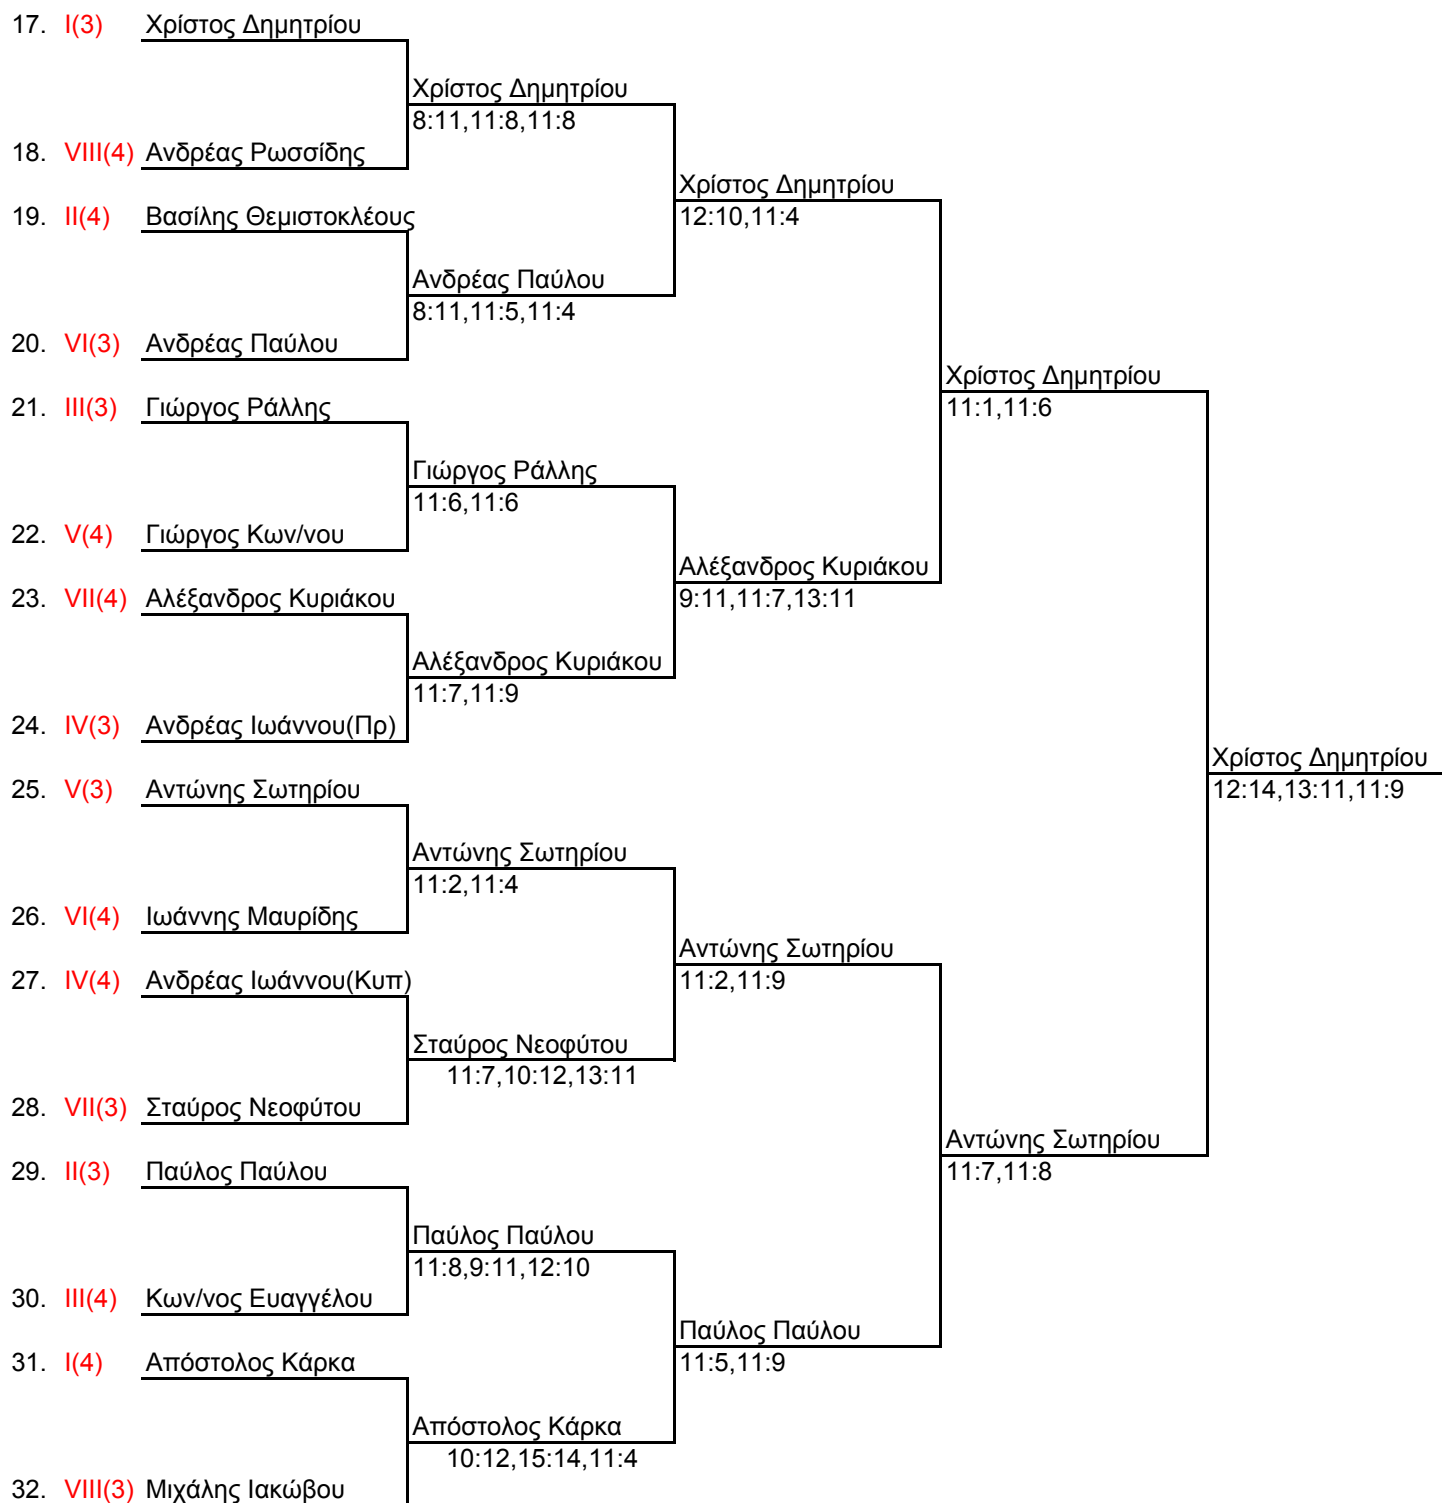 17. I(3) Χρίστος Δημητρίου
Χρίστος Δημητρίου
8:11,11:8,11:8
18. VIII(4) Ανδρέας Ρωσσίδης
Χρίστος Δημητρίου
19. II(4) Βασίλης Θεμιστοκλέους
12:10,11:4
Ανδρέας Παύλου
8:11,11:5,11:4
20. VI(3) Ανδρέας Παύλου
Χρίστος Δημητρίου
21. III(3) Γιώργος Ράλλης
11:1,11:6
Γιώργος Ράλλης
11:6,11:6
22. V(4) Γιώργος Κων/νου
Αλέξανδρος Κυριάκου
23. VII(4) Αλέξανδρος Κυριάκου
9:11,11:7,13:11
Αλέξανδρος Κυριάκου
11:7,11:9
24. IV(3) Ανδρέας Ιωάννου(Πρ)
Χρίστος Δημητρίου
25. V(3) Αντώνης Σωτηρίου
12:14,13:11,11:9
Αντώνης Σωτηρίου
11:2,11:4
26. VI(4) Ιωάννης Μαυρίδης
Αντώνης Σωτηρίου
27. IV(4) Ανδρέας Ιωάννου(Κυπ)
11:2,11:9
Σταύρος Νεοφύτου
11:7,10:12,13:11
28. VII(3) Σταύρος Νεοφύτου
Αντώνης Σωτηρίου
29. II(3) Παύλος Παύλου
11:7,11:8
Παύλος Παύλου
11:8,9:11,12:10
30. III(4) Κων/νος Ευαγγέλου
Παύλος Παύλου
31. I(4) Απόστολος Κάρκα
11:5,11:9
Απόστολος Κάρκα
10:12,15:14,11:4
32. VIII(3) Μιχάλης Ιακώβου